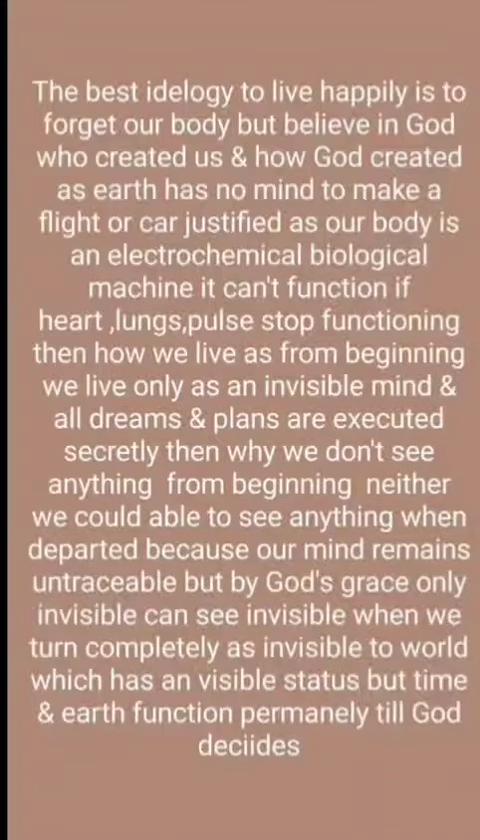 The best idelogy to live happily is to
forget our body but believe in God
who created us & how God created
as earth has no mind to make a
flight or car justified as our body is
an electrochemical biological
machine it can't function if
heart ,lungs,pulse stop functioning
then how we live as from beginning
we live only as an invisible mind &
all dreams & plans are executed
secretly then why we don't see
anything  from beginning  neither
we could able to see anything when
departed because our mind remains
untraceable but by God's grace only
invisible can see invisible when we
turn completely as invisible to world
which has an visible status but time
& earth function permanely till God
deciides